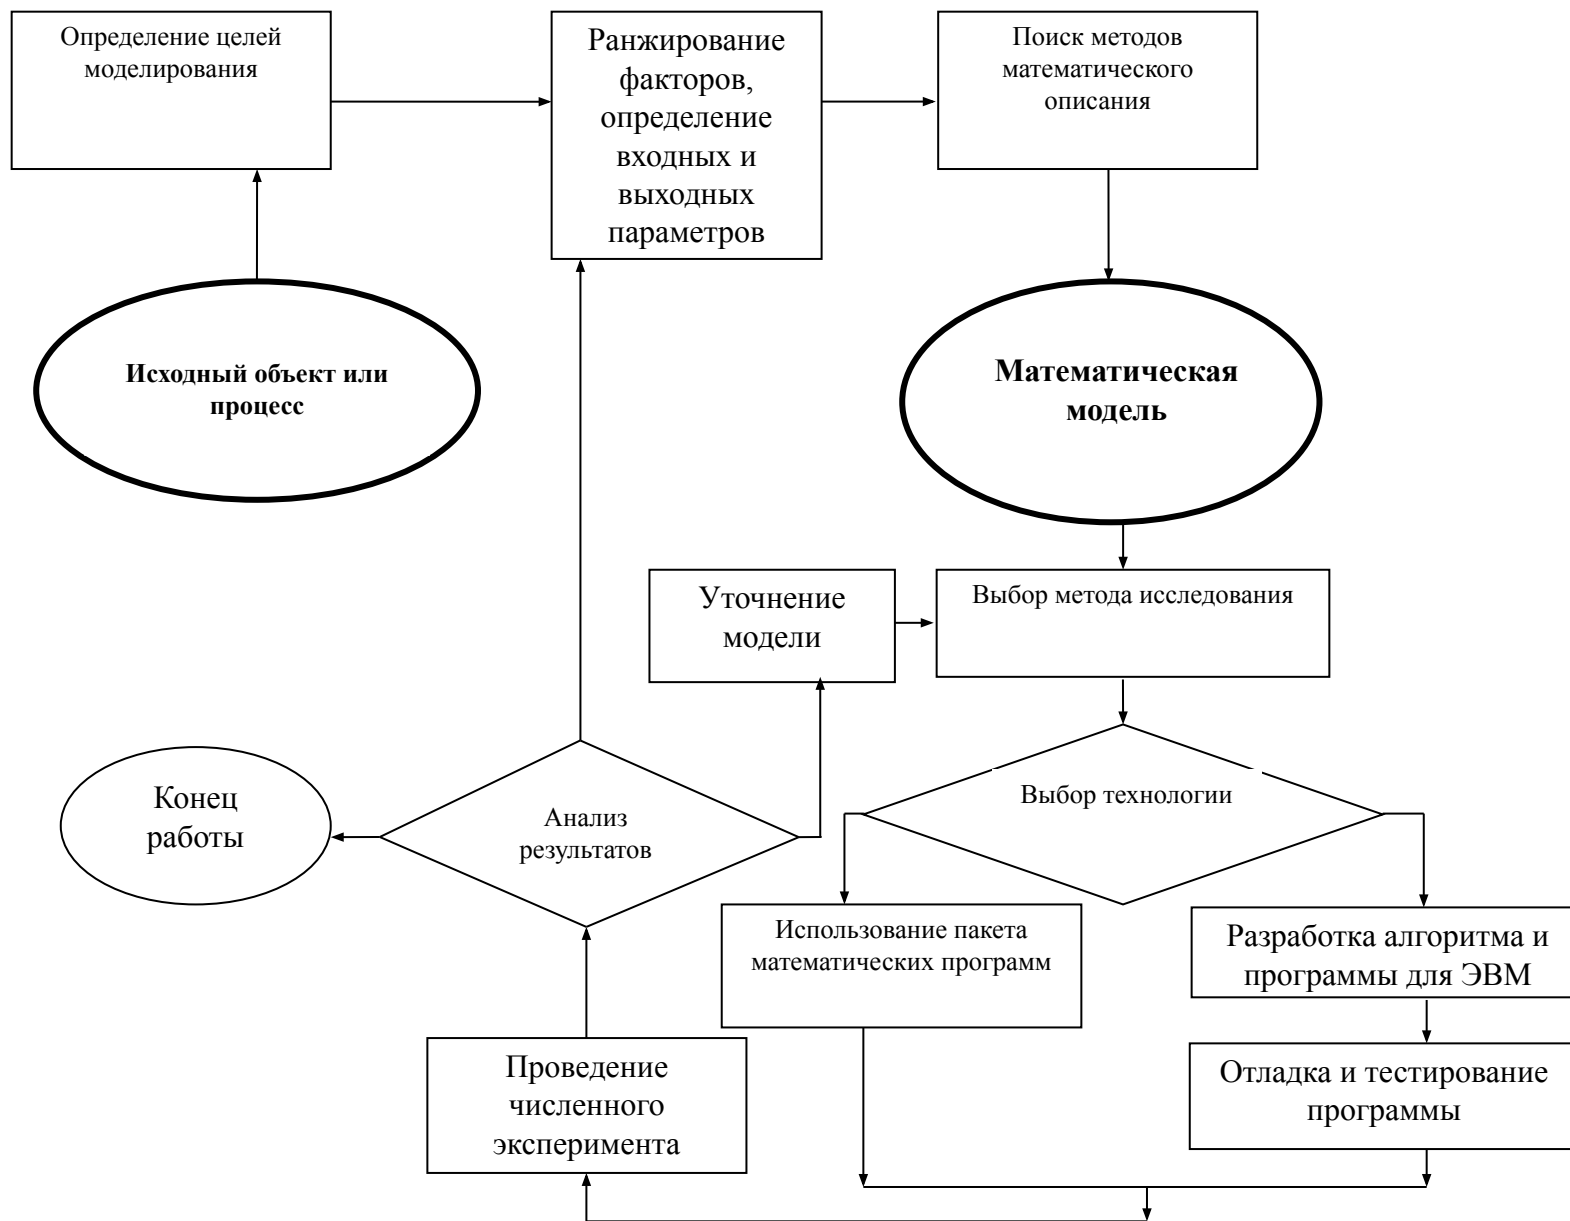 Определение целей
моделирования
Ранжирование
факторов,
определение
входных и
выходных
параметров
Поиск методов
математического
описания
Исходный объект или
процесс
Математическая
модель
Уточнение
модели
Выбор метода исследования
Конец
работы
Анализ
результатов
Выбор технологии
Использование пакета
математических программ
Разработка алгоритма и
программы для ЭВМ
Проведение
численного
эксперимента
Отладка и тестирование
программы